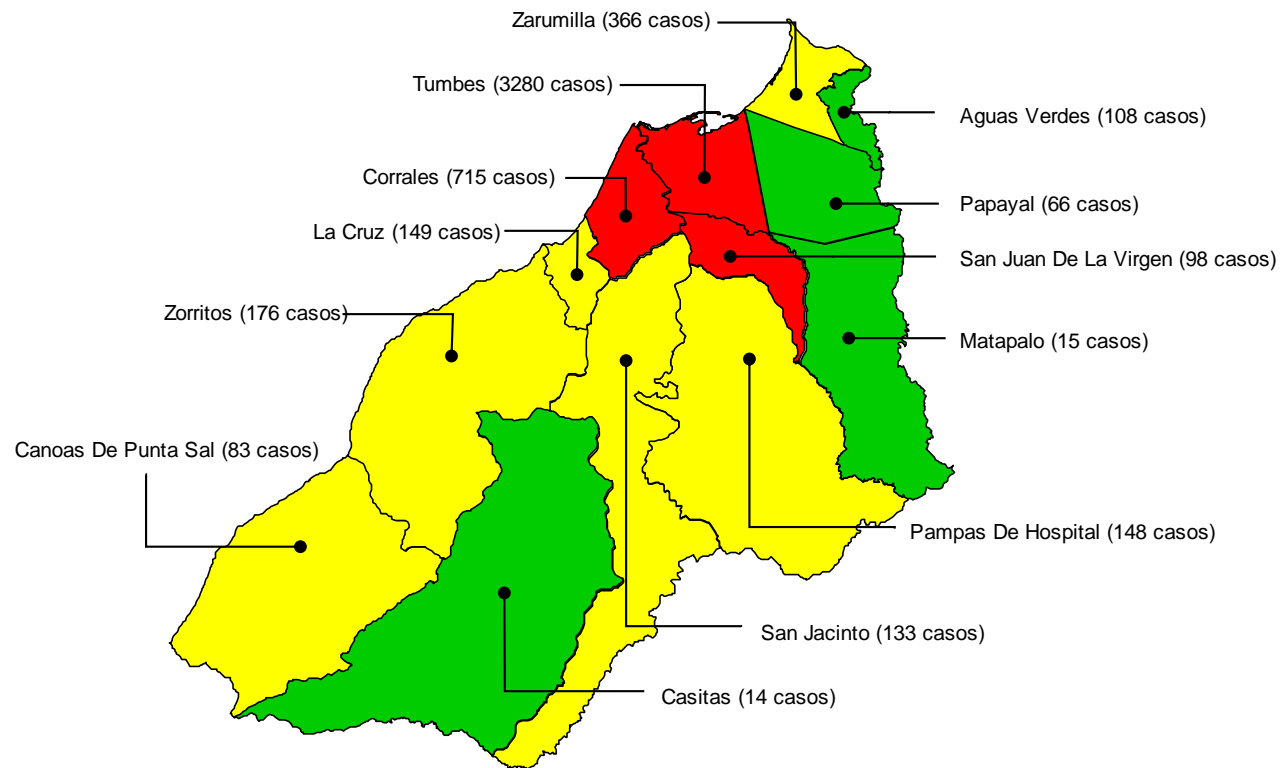 Zarumilla (366 casos)
Tumbes (3280 casos)
Aguas Verdes (108 casos)
Corrales (715 casos)
Papayal (66 casos)
La Cruz (149 casos)
San Juan De La Virgen (98 casos)
Zorritos (176 casos)
Matapalo (15 casos)
Canoas De Punta Sal (83 casos)
Pampas De Hospital (148 casos)
San Jacinto (133 casos)
Casitas (14 casos)